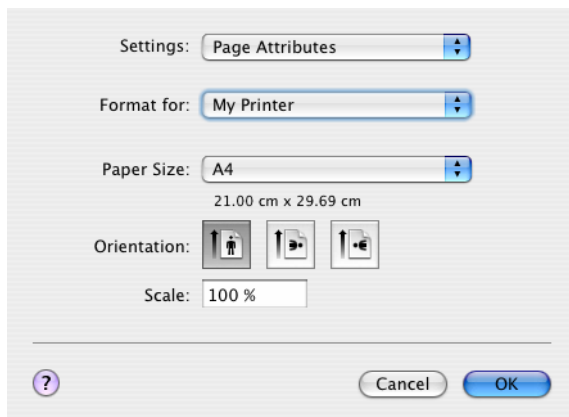 Settings: Page Attributes
Format for: My Printer
Paper Size: A4
21.00 cm x 29.69 cm
Orientation:
Scale: 100 %
? Cancel OK